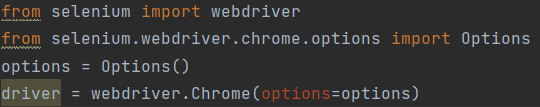 from selenium import webdriver
from selenium.webdriver.chrome.options import Options
options = Options()
driver = webdriver.Chrome(options=options)